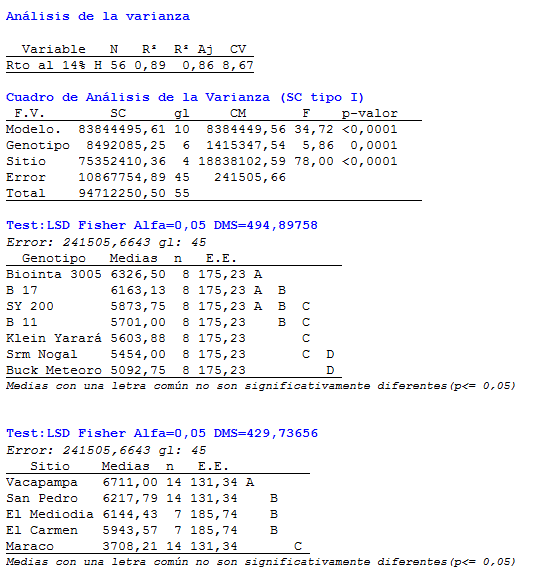 Análisis de la varianza
Variable N R² R² Aj CV
Rto al 14% H 56 0,89 0,86 8,67
Cuadro de Análisis de la Varianza (SC tipo I)
F.V. SC gl CM F p-valor
Modelo. 83844495,61 10 8384449,56 34,72 <0,0001
Genotipo 8492085,25 6 1415347,54 5,86 0,0001
Sitio 75352410,36 4 18838102,59 78,00 <0,0001
Error 10867754,89 45 241505,66
Total 94712250,50 55
Test:LSD Fisher Alfa=0,05 DMS=494,89758
Error: 241505,6643 gl: 45
Genotipo Medias n E.E.
Biointa 3005 6326,50 8 175,23 A
B 17 6163,13 8 175,23 A B
SY 200 5873,75 8 175,23 A B C
B 11 5701,00 8 175,23 B C
Klein Yarará 5603,88 8 175,23 C
Srm Nogal 5454,00 8 175,23 C D
Buck Meteoro 5092,75 8 175,23 D
Medias con una letra común no son significativamente diferentes(p<= 0,05)
Test:LSD Fisher Alfa=0,05 DMS=429,73656
Error: 241505,6643 gl: 45
Sitio Medias n E.E.
Vacapampa 6711,00 14 131,34 A
San Pedro 6217,79 14 131,34 B
El Mediodia 6144,43 7 185,74 B
El Carmen 5943,57 7 185,74 B
Maraco 3708,21 14 131,34 C
Medias con una letra común no son significativamente diferentes(p<= 0,05)